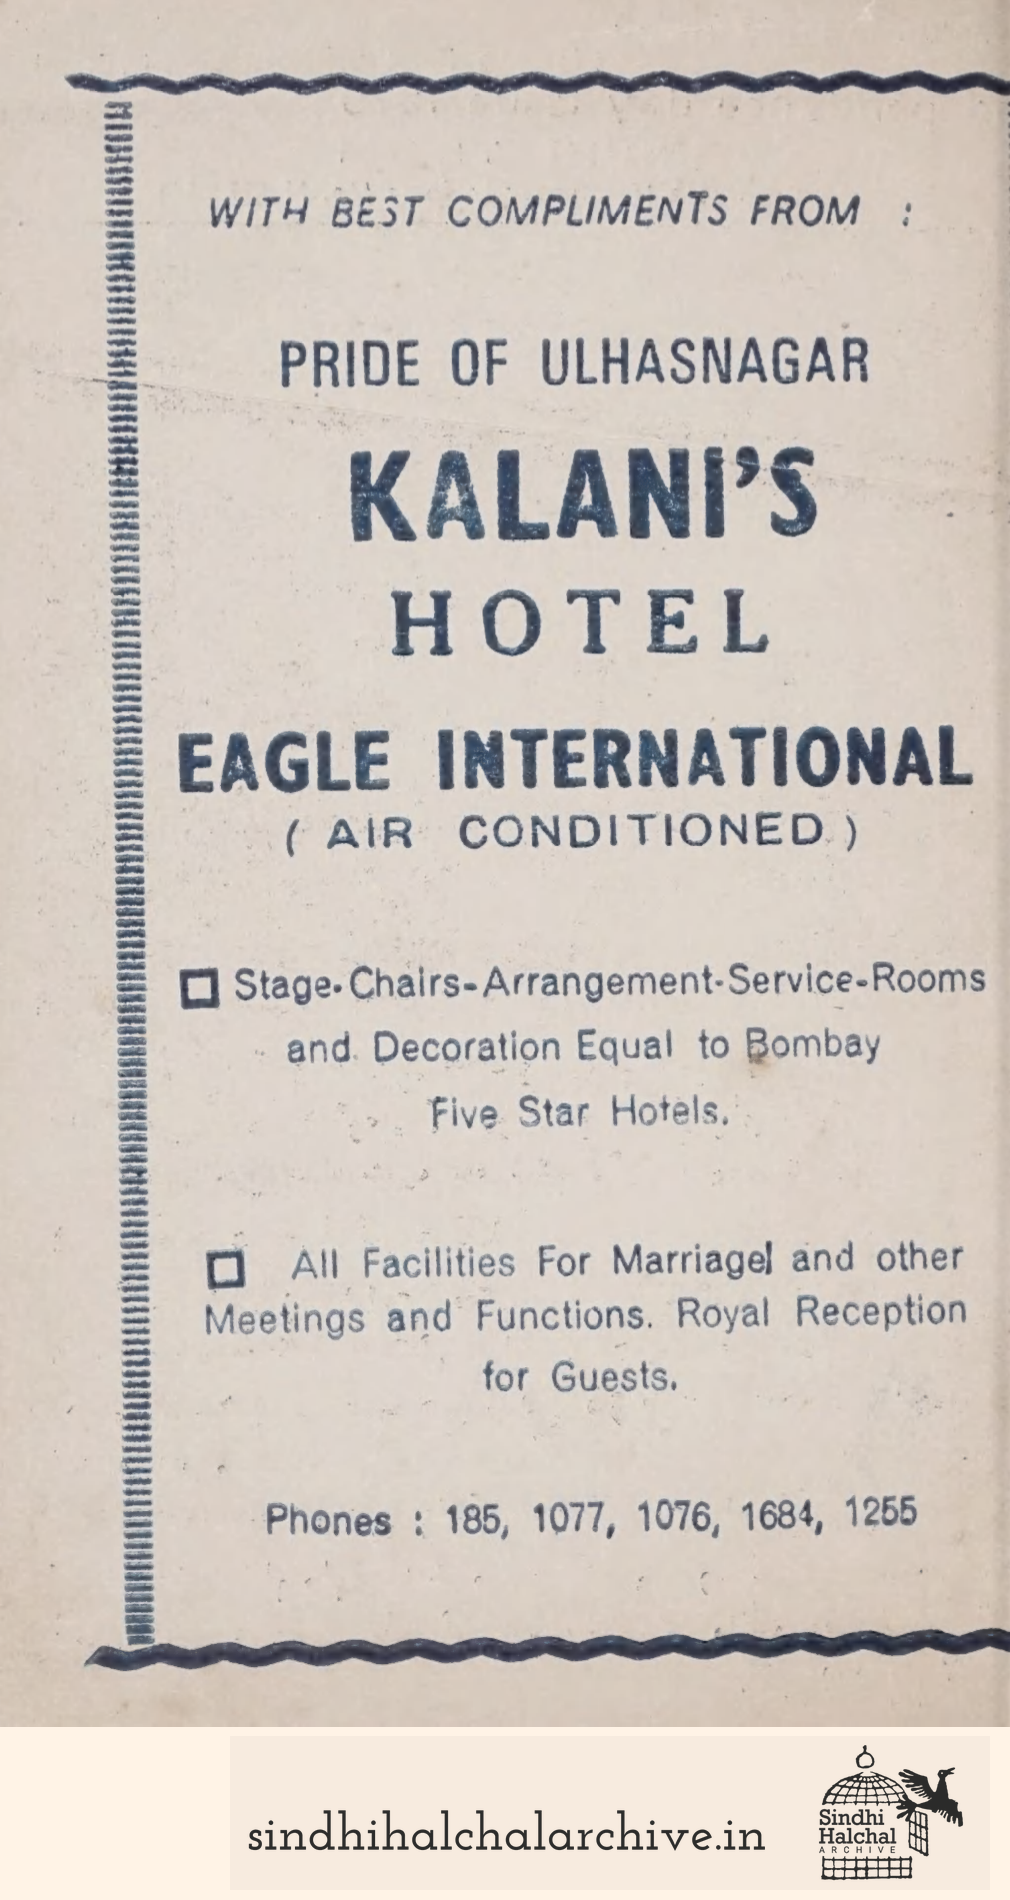 WITH BEST COMPLIMENTS FROM :
PRIDE OF ULHASNAGAR
KALANI'S
HOTEL
EAGLE INTERNATIONAL
( AIR CONDITIONED )
Stage-Chairs-Arrangement-Service-Rooms
and Decoration Equal to Bombay
Five Star Hotels.
All Facilities For Marriagel and other
Meetings and Functions. Royal Reception
for Guests.
Phones : 185, 1077, 1076, 1684, 1255
sindhihalchalarchive.in
Sindhi
Halchal
ARCHIVE